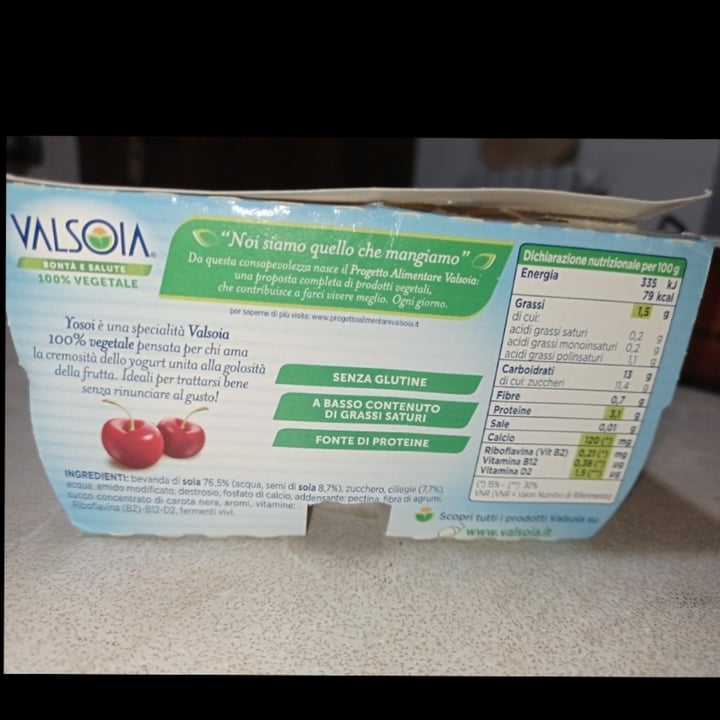 VALSOIA®
BONTÀ E SALUTE
100% VEGETALE
“Noi siamo quello che mangiamo”
Da questa consapevolezza nasce il Progetto Alimentare Valsoia:
una proposta completa di prodotti vegetali,
che contribuisce a farci vivere meglio. Ogni giorno.
per saperne di più visita: www.progettoalimentarevalsoia.it
Yosoi è una specialità Valsoia
100% vegetale pensata per chi ama
la cremosità dello yogurt unita alla golosità
della frutta. Ideali per trattarsi bene
senza rinunciare al gusto!
SENZA GLUTINE
A BASSO CONTENUTO
DI GRASSI SATURI
FONTE DI PROTEINE
INGREDIENTI: bevanda di soia 76,5% (acqua, semi di soia 8,7%), zucchero, ciliegie (7,7%),
acqua, amido modificato, destrosio, fosfato di calcio, addensante: pectina, fibra di agrumi,
succo concentrato di carota nera, aromi, vitamine:
Riboflavina (B2)-B12-D2, fermenti vivi.
Dichiarazione nutrizionale per 100 g
Energia 335 kJ
79 kcal
Grassi 1,5 g
di cui:
acidi grassi saturi 0,2 g
acidi grassi monoinsaturi 0,2 g
acidi grassi polinsaturi 1,1 g
Carboidrati 13 g
di cui: zuccheri 11,4 g
Fibre 0,7 g
Proteine 3,1 g
Sale 0,01 g
Calcio 120 (*) mg
Riboflavina (Vit B2) 0,21 (*) mg
Vitamina B12 0,38 (*) µg
Vitamina D2 1,5 (**) µg
(*) 15% - (**) 30%
VNR (VNR = Valori Nutritivi di Riferimento)
Scopri tutti i prodotti Valsoia su
www.valsoia.it